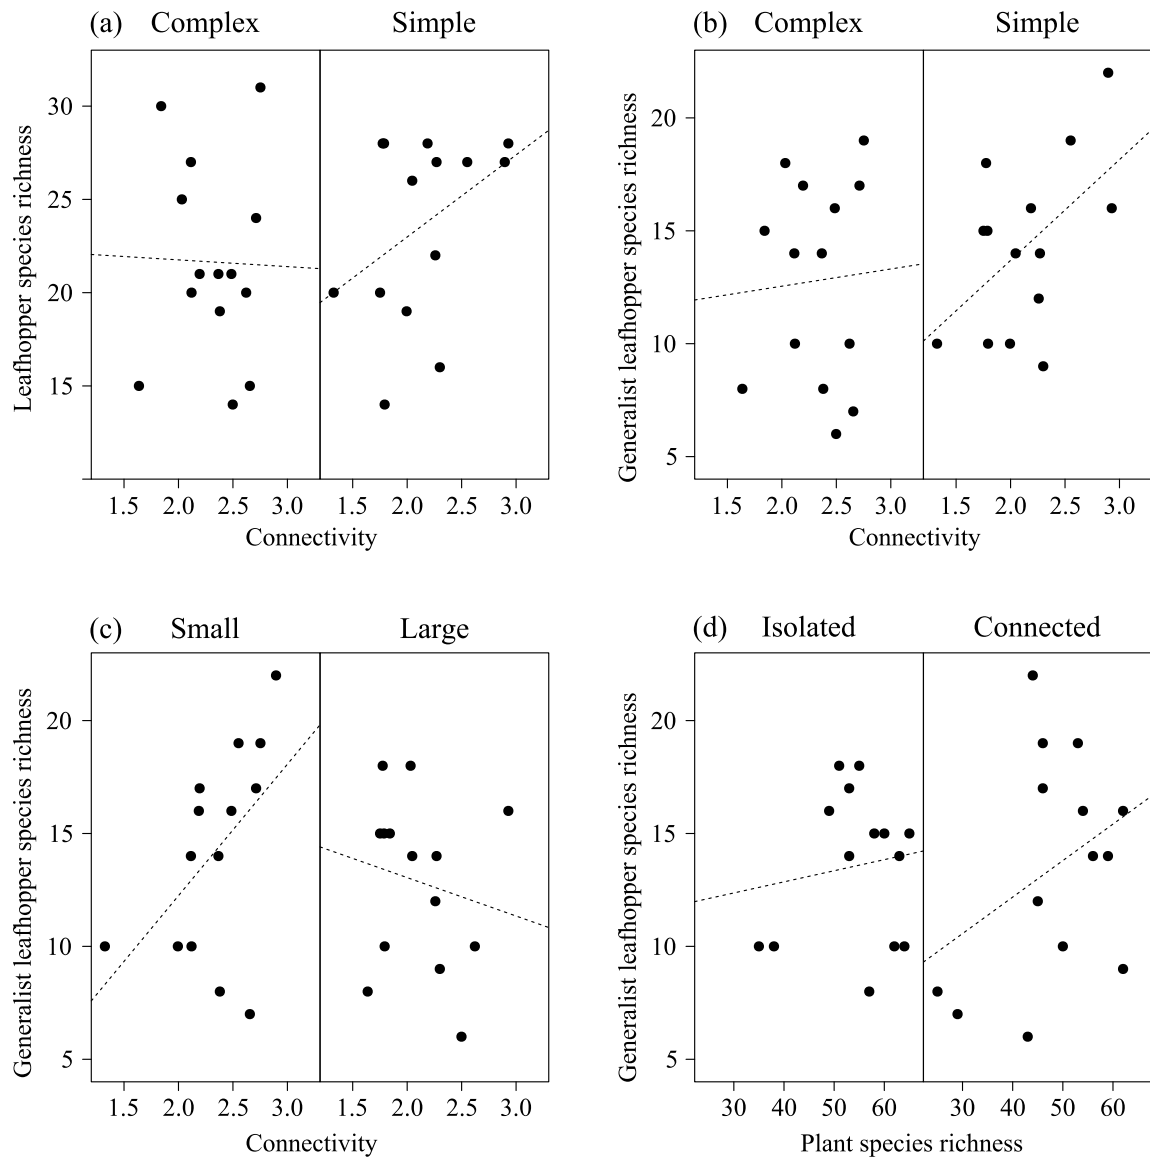 (a) Complex Simple
Leafhopper species richness
30
25
20
15
1.5 2.0 2.5 3.0 1.5 2.0 2.5 3.0
Connectivity
(b) Complex Simple
Generalist leafhopper species richness
20
15
10
5
1.5 2.0 2.5 3.0 1.5 2.0 2.5 3.0
Connectivity
(c) Small Large
Generalist leafhopper species richness
20
15
10
5
1.5 2.0 2.5 3.0 1.5 2.0 2.5 3.0
Connectivity
(d) Isolated Connected
Generalist leafhopper species richness
20
15
10
5
30 40 50 60 30 40 50 60
Plant species richness